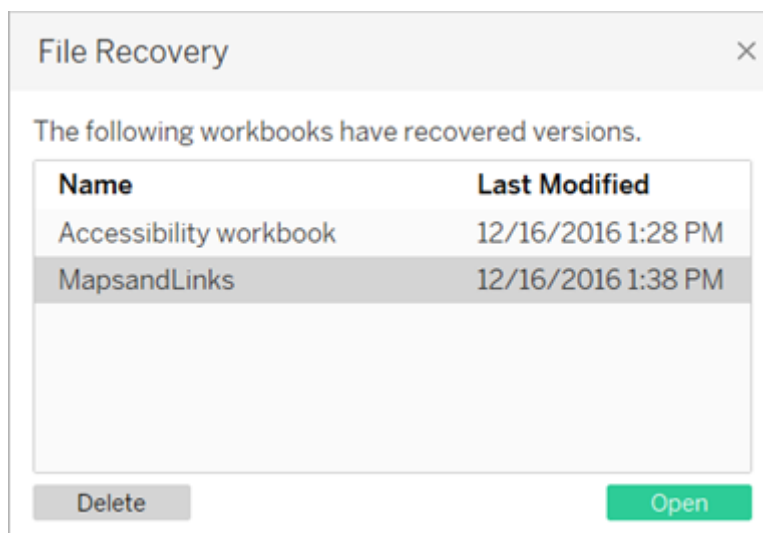 File Recovery
The following workbooks have recovered versions.
Name Last Modified
Accessibility workbook 12/16/2016 1:28 PM
MapsandLinks 12/16/2016 1:38 PM
Delete Open